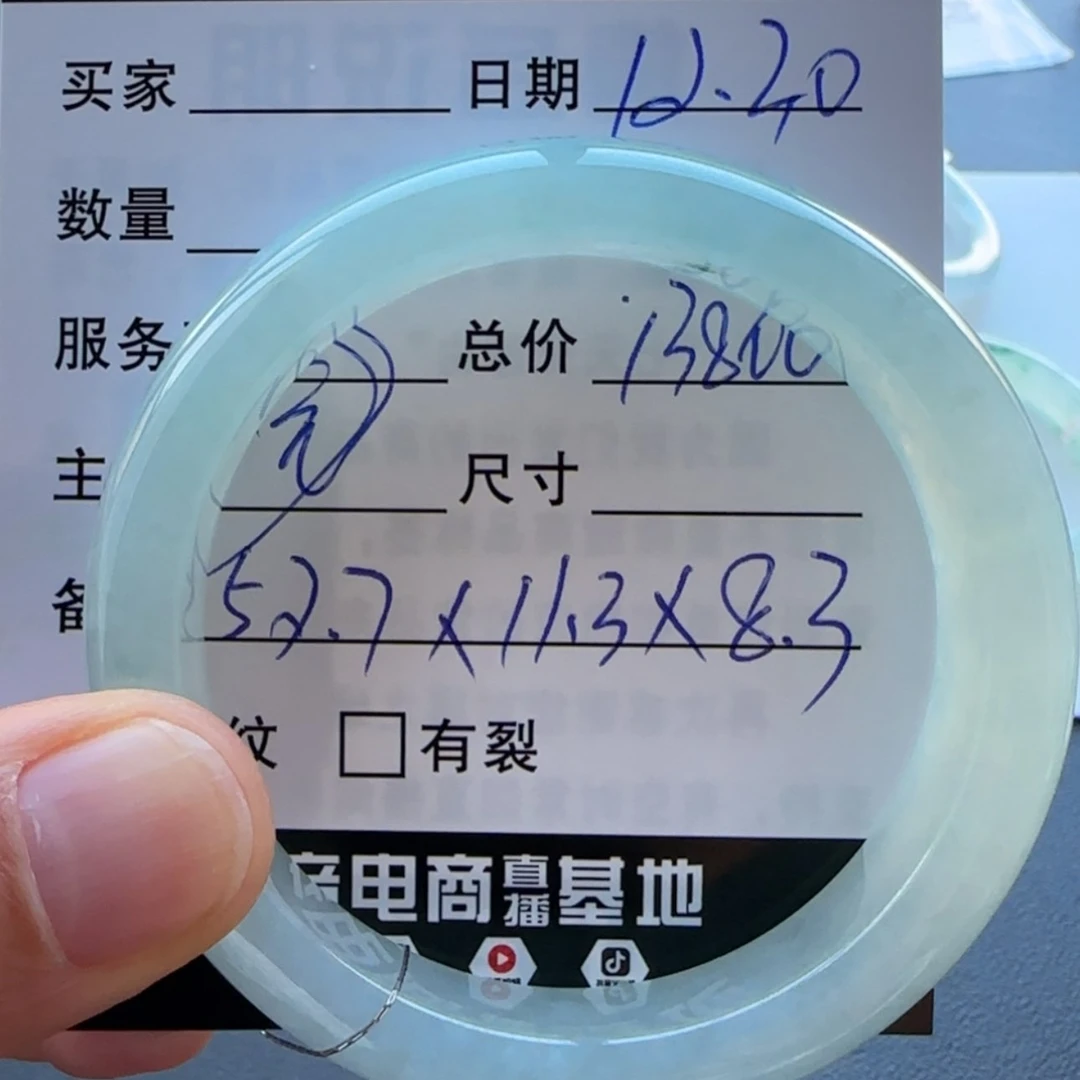 买家 日期 12.20
数量
服务 总价 13800
主 尺寸
52.7×11.3×8.3
纹 有裂
电商直播基地